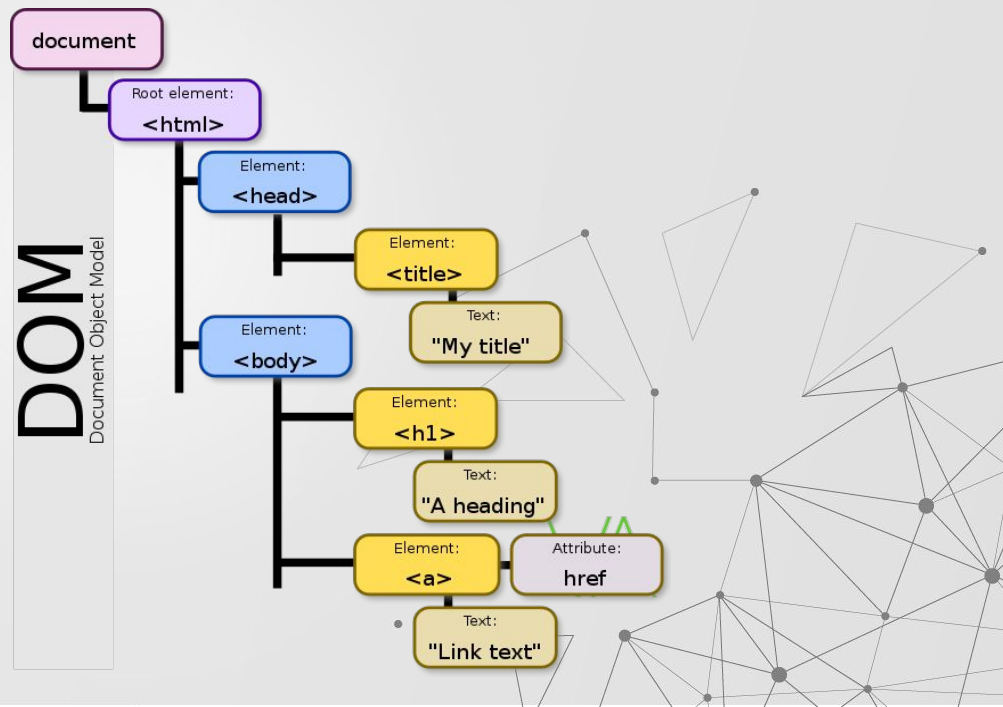 document
Root element:
<html>
Element:
<head>
Element:
<title>
Text:
"My title"
Element:
<body>
Element:
<h1>
Text:
"A heading"
Element:
<a>
Attribute:
href
Text:
"Link text"
DOM
Document Object Model